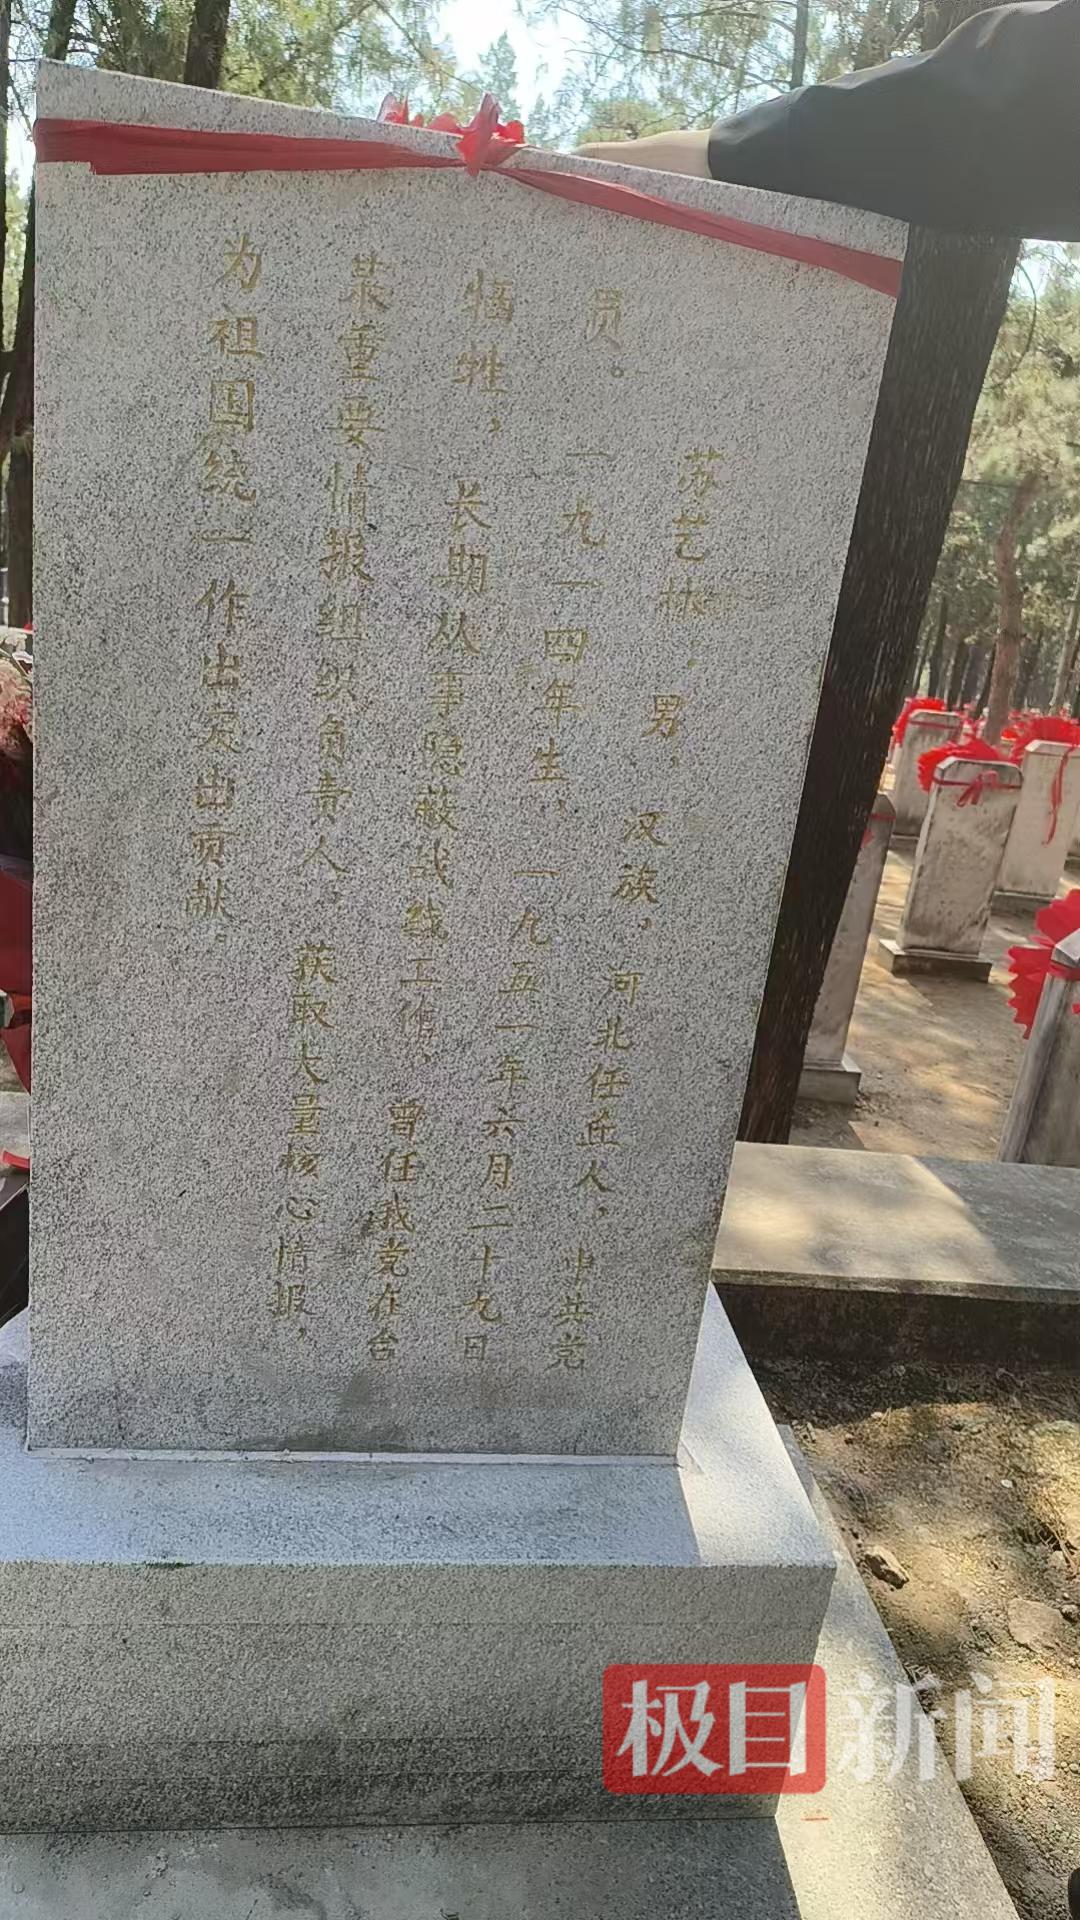 苏艺林:男,汉族,河北任丘人,中共党
员。一九一四年生,一九五一年六月二十九日
牺牲,长期从事隐蔽战线工作,曾任我党在台
某重要情报组织负责人,获取大量核心情报,
为祖国统一作出突出贡献。
极目新闻